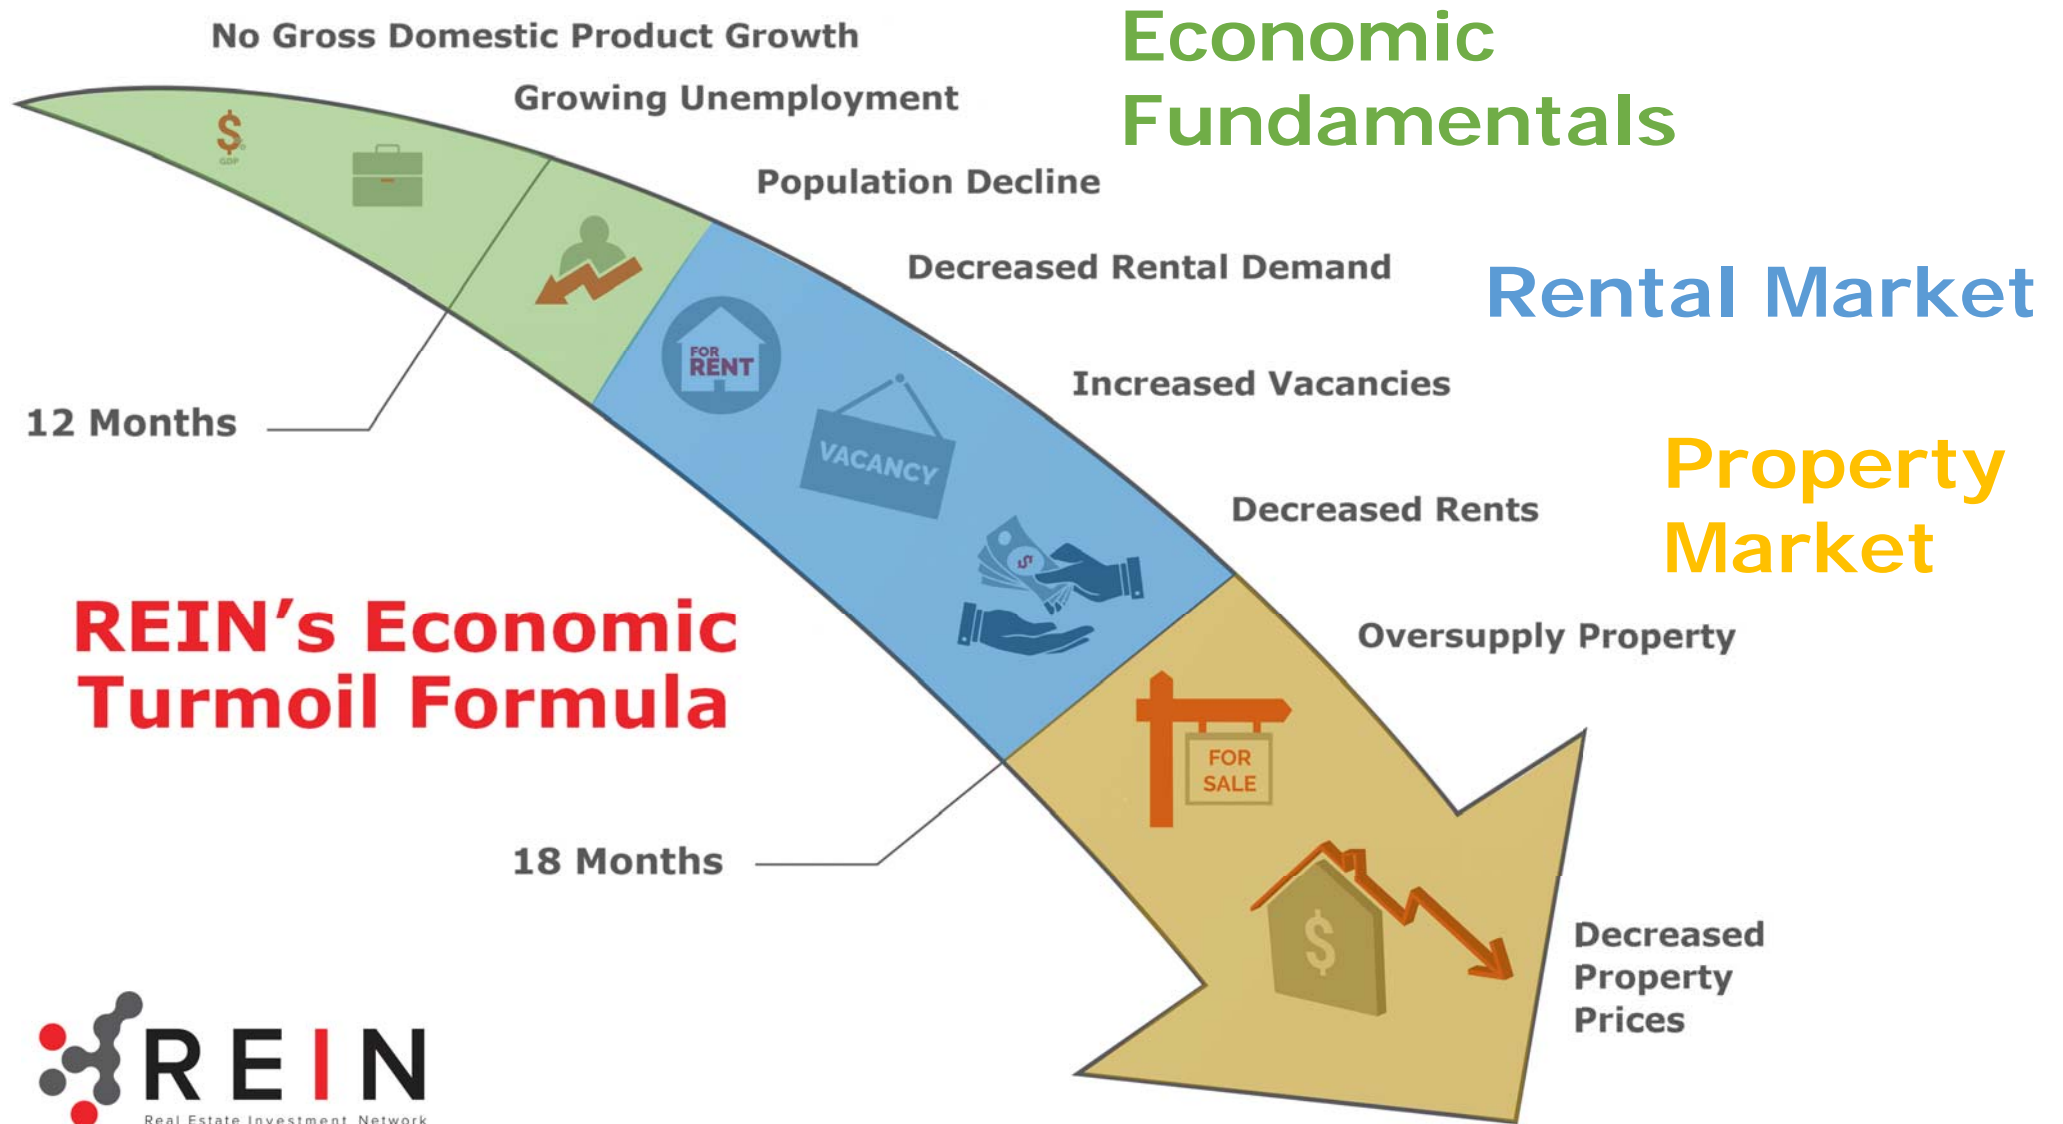 No Gross Domestic Product Growth
Economic
Fundamentals
Growing Unemployment
$
GDP
Population Decline
Decreased Rental Demand
Rental Market
FOR
RENT
Increased Vacancies
12 Months
VACANCY
Property
Market
Decreased Rents
$
REIN's Economic
Turmoil Formula
Oversupply Property
FOR
SALE
18 Months
$
Decreased
Property
Prices
REIN
Real Estate Investment Network